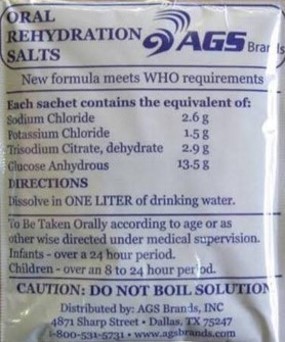 ORAL
REHYDRATION
SALTS
AGS Brands
New formula meets WHO requirements
Each sachet contains the equivalent of:
Sodium Chloride 2.6 g
Potassium Chloride 1.5 g
Trisodium Citrate, dehydrate 2.9 g
Glucose Anhydrous 13.5 g
DIRECTIONS
Dissolve in ONE LITER of drinking water.
To Be Taken Orally according to age or as
other wise directed under medical supervision.
Infants - over a 24 hour period.
Children - over an 8 to 24 hour period.
CAUTION: DO NOT BOIL SOLUTION
Distributed by: AGS Brands, INC
4871 Sharp Street • Dallas, TX 75247
1-800-531-5731 • www.agsbrands.com